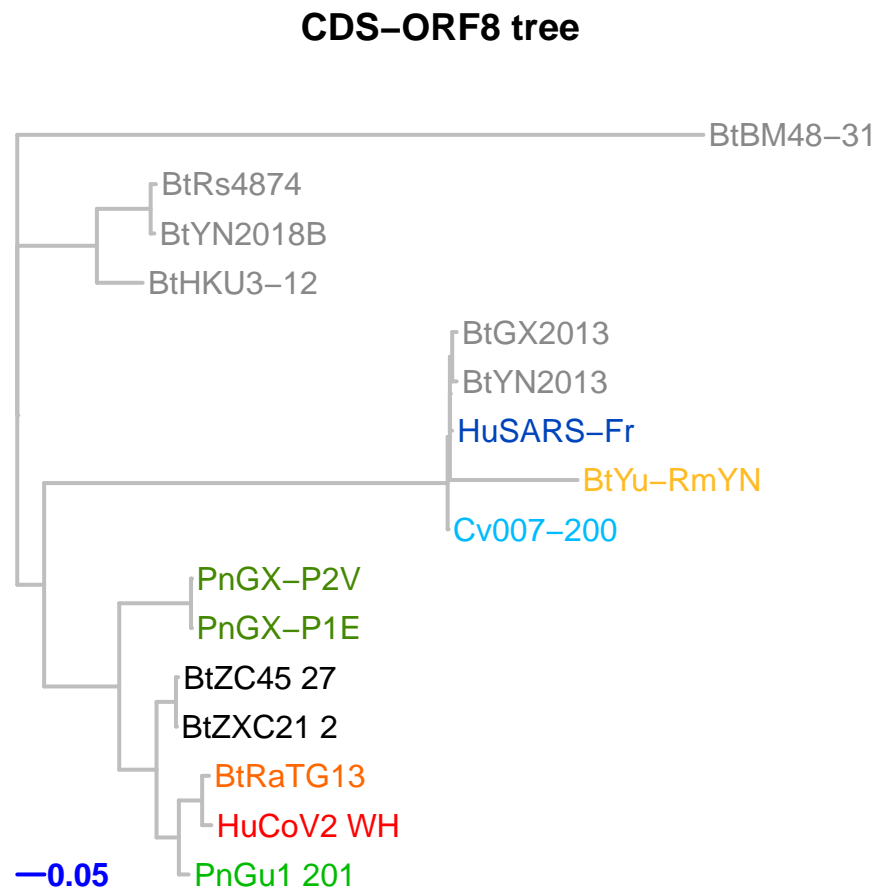 CDS−ORF8 tree
BtBM48−31
BtRs4874
BtYN2018B
BtHKU3−12
BtGX2013
BtYN2013
HuSARS−Fr
BtYu−RmYN
Cv007−200
PnGX−P2V
PnGX−P1E
BtZC45 27
BtZXC21 2
BtRaTG13
HuCoV2 WH
PnGu1 201
0.05